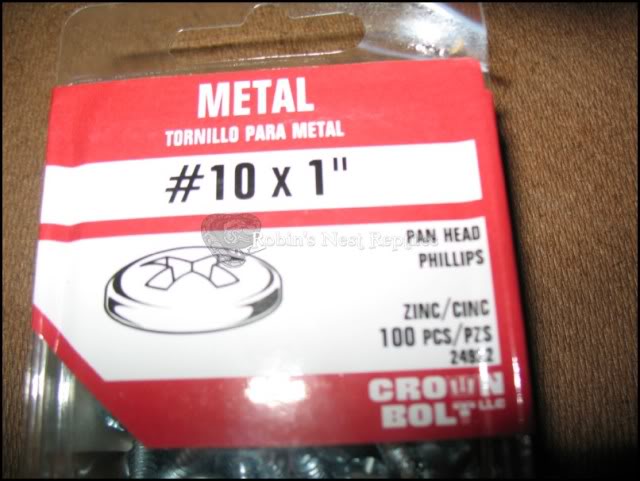 METAL
TORNILLO PARA METAL
#10 x 1"
Robin's Nest Reptiles
PAN HEAD
PHILLIPS
ZINC/CINC
100 PCS/PZS
CROWN
BOLT LLC